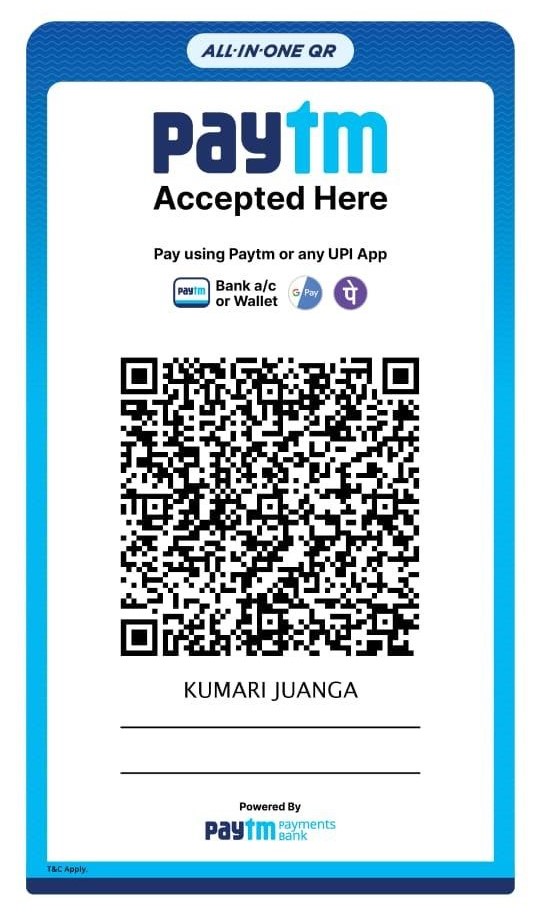 ALL-IN-ONE QR
paytm
Accepted Here
Pay using Paytm or any UPI App
paytm
Bank a/c
or Wallet
G Pay
पे
KUMARI JUANGA
Powered By
paytm Payments
Bank
T&C Apply.